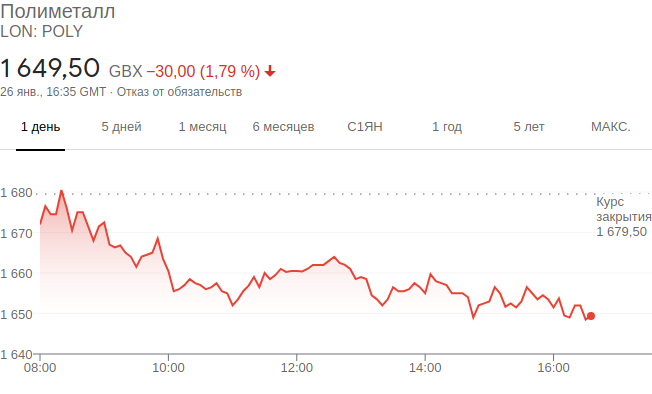 Полиметалл
LON: POLY
1 649,50 GBX −30,00 (1,79 %)
26 янв., 16:35 GMT · Отказ от обязательств
1 день 5 дней 1 месяц 6 месяцев С1ЯН 1 год 5 лет МАКС.
1 680
Курс
закрытия
1 679,50
1 670
1 660
1 650
1 640
08:00 10:00 12:00 14:00 16:00